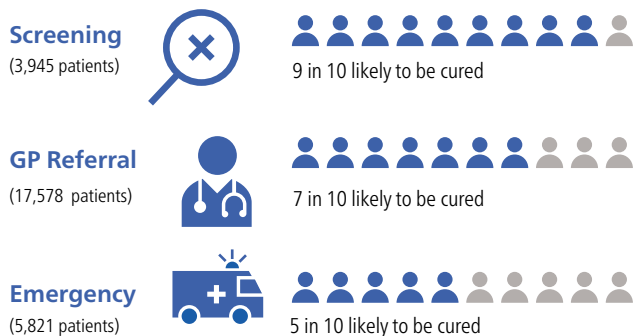 Screening
(3,945 patients)
9 in 10 likely to be cured
GP Referral
(17,578 patients)
7 in 10 likely to be cured
Emergency
(5,821 patients)
5 in 10 likely to be cured